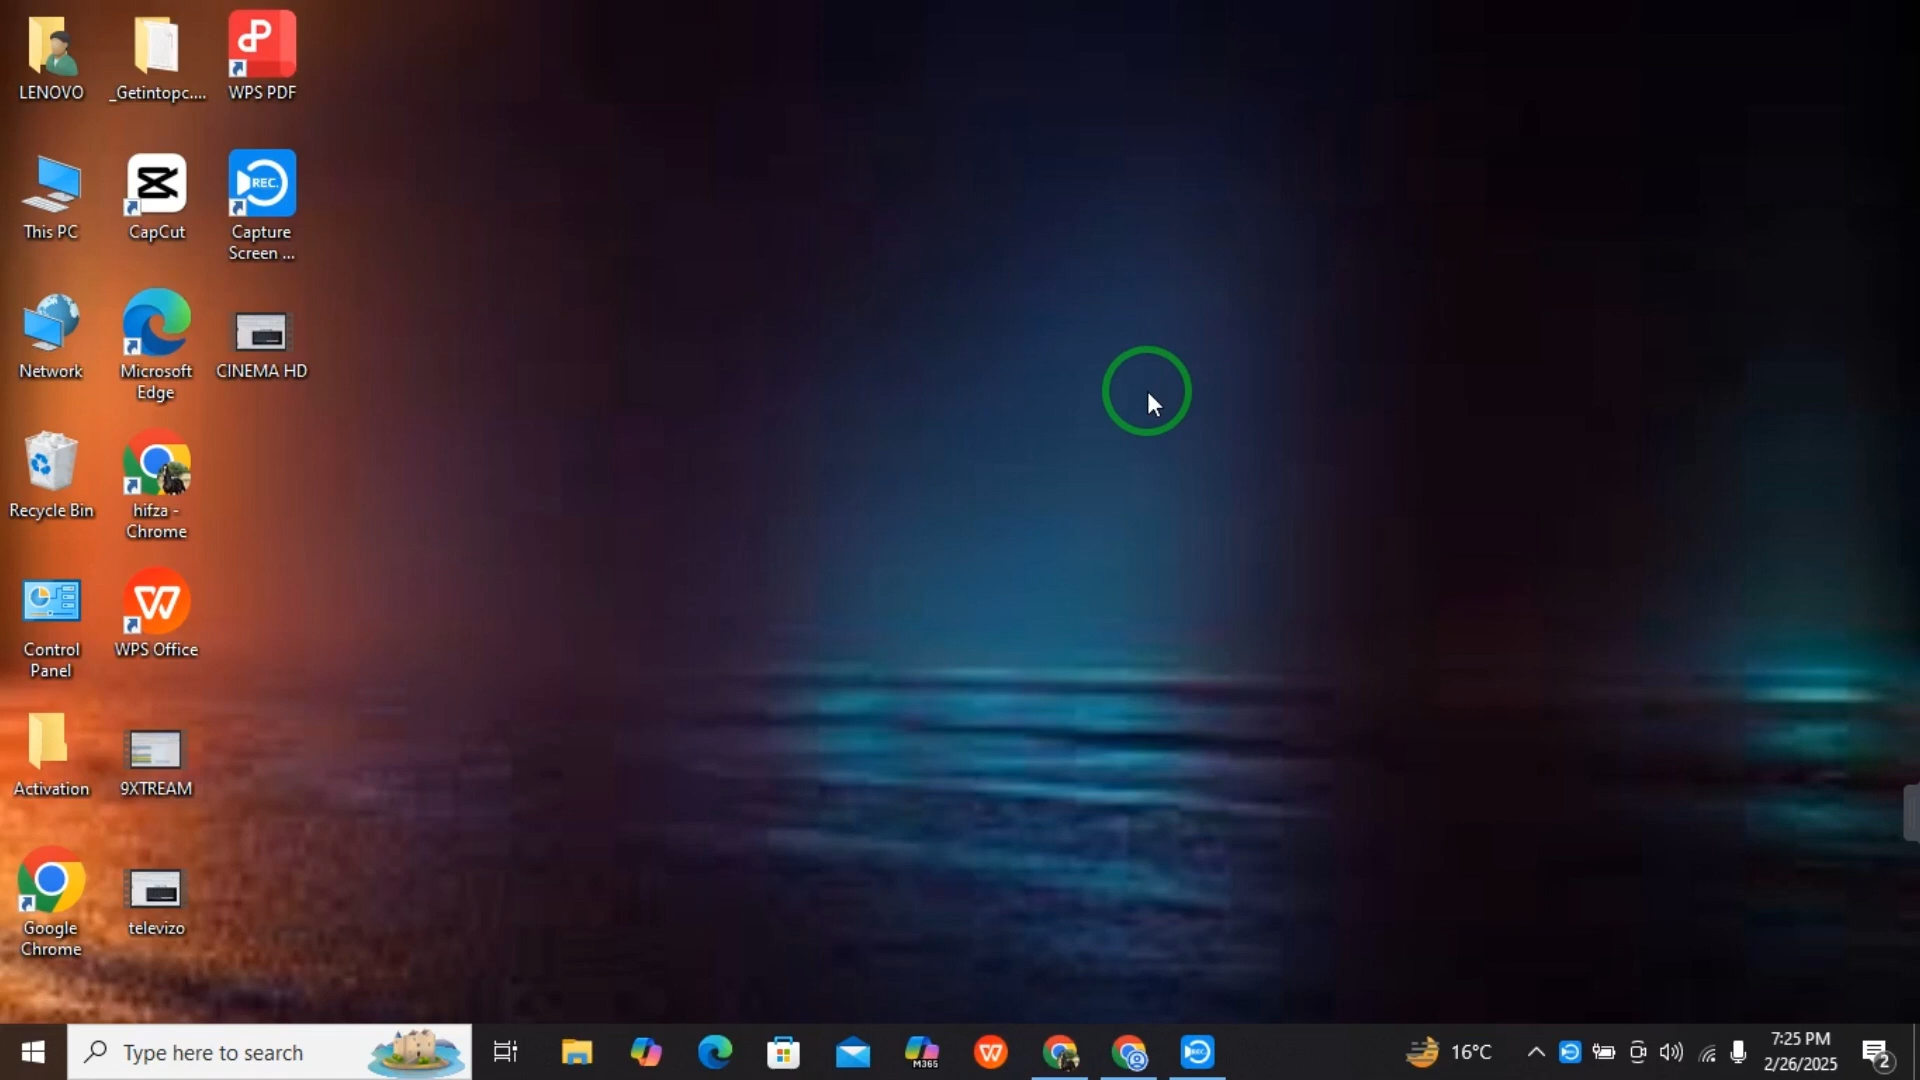 LENOVO
_Getintopc....
WPS PDF
This PC
CapCut
REC.
Capture
Screen ...
Network
Microsoft
Edge
CINEMA HD
Recycle Bin
hifza -
Chrome
Control
Panel
WPS Office
Activation
9XTREAM
Google
Chrome
televizo
Type here to search
M365
REC
16°C
7:25 PM
2/26/2025
2